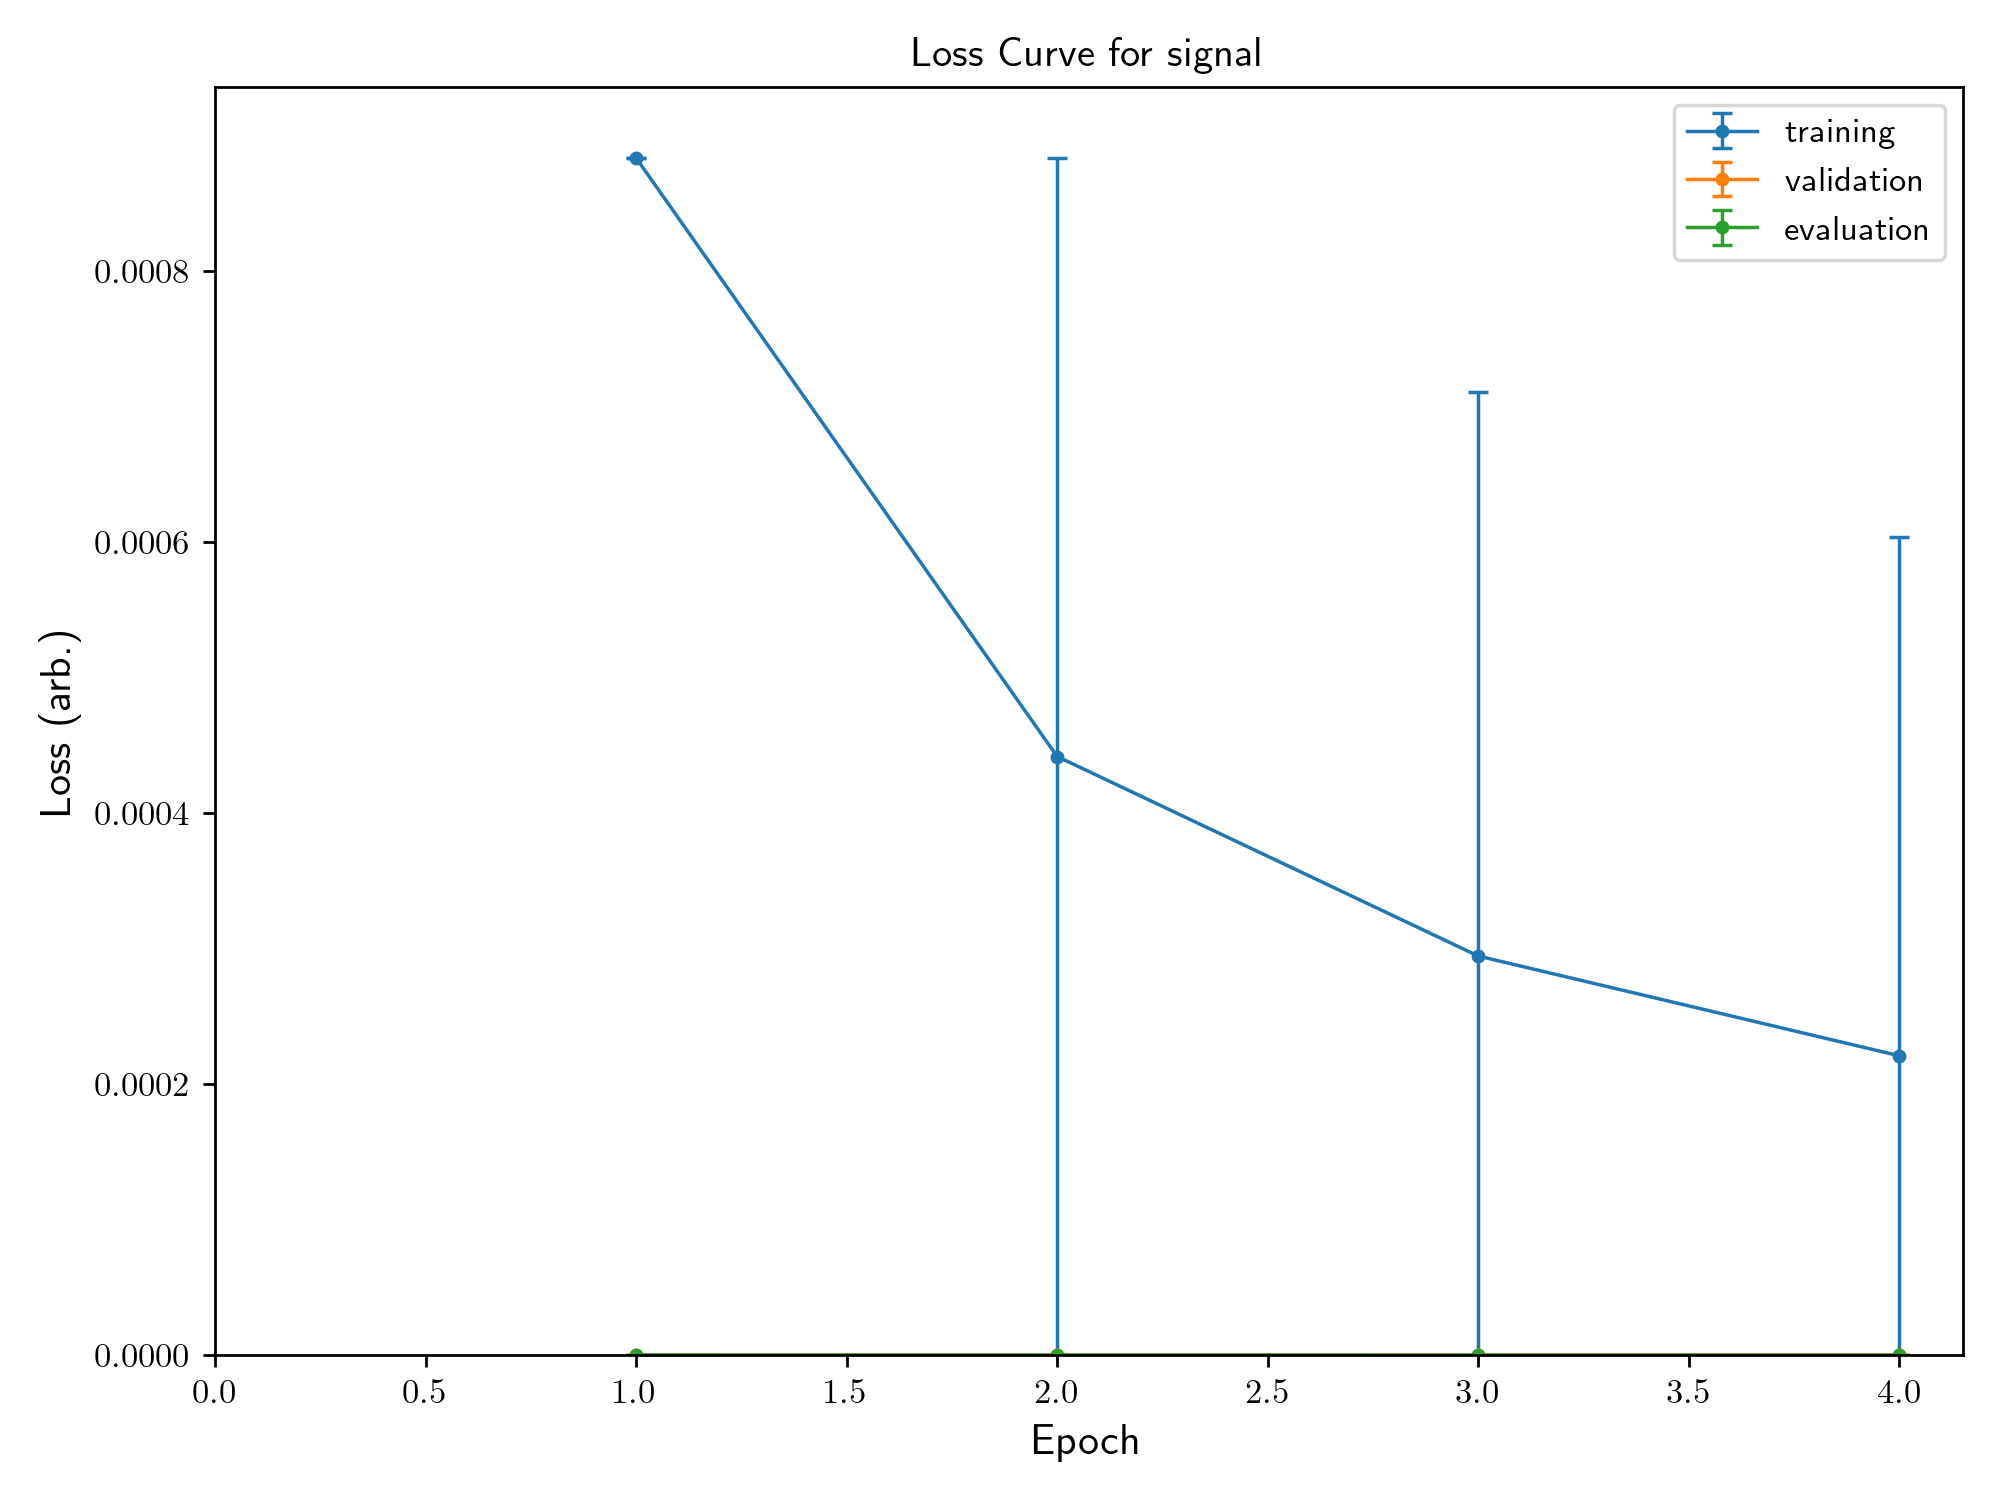 Loss Curve for signal
training
validation
evaluation
0.0008
0.0006
0.0004
0.0002
0.0000
Loss (arb.)
0.0 0.5 1.0 1.5 2.0 2.5 3.0 3.5 4.0
Epoch